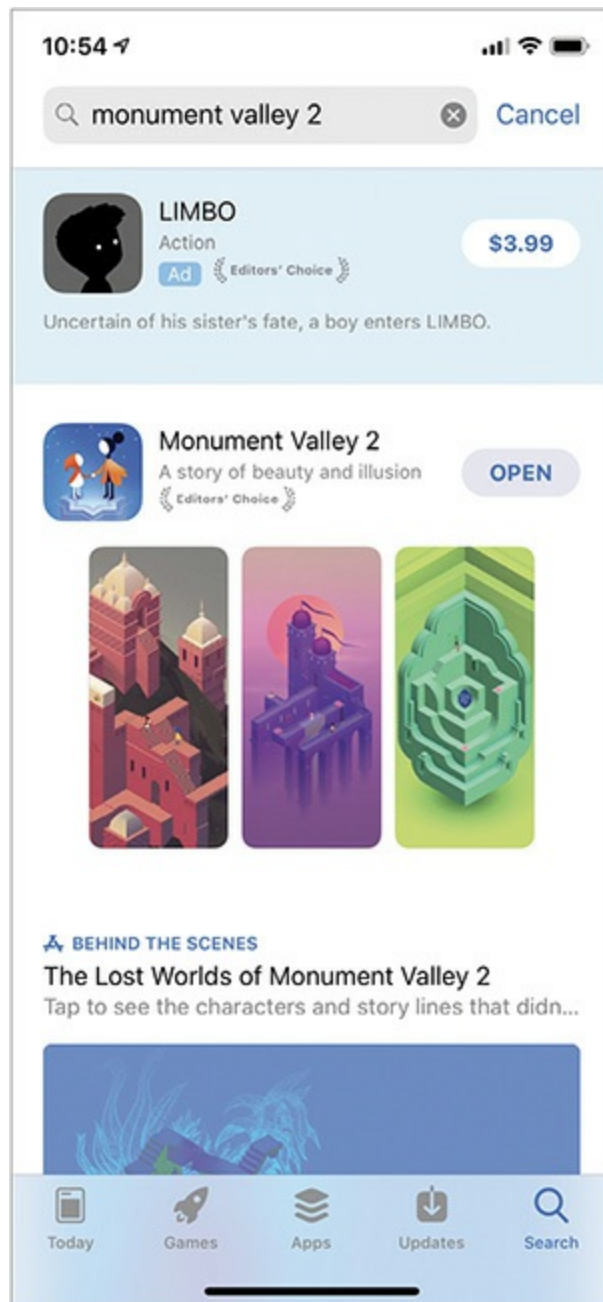 10:54
monument valley 2
Cancel
LIMBO
Action
$3.99
Ad Editors' Choice
Uncertain of his sister's fate, a boy enters LIMBO.
Monument Valley 2
A story of beauty and illusion
OPEN
Editors' Choice
BEHIND THE SCENES
The Lost Worlds of Monument Valley 2
Tap to see the characters and story lines that didn...
Today Games Apps Updates Search